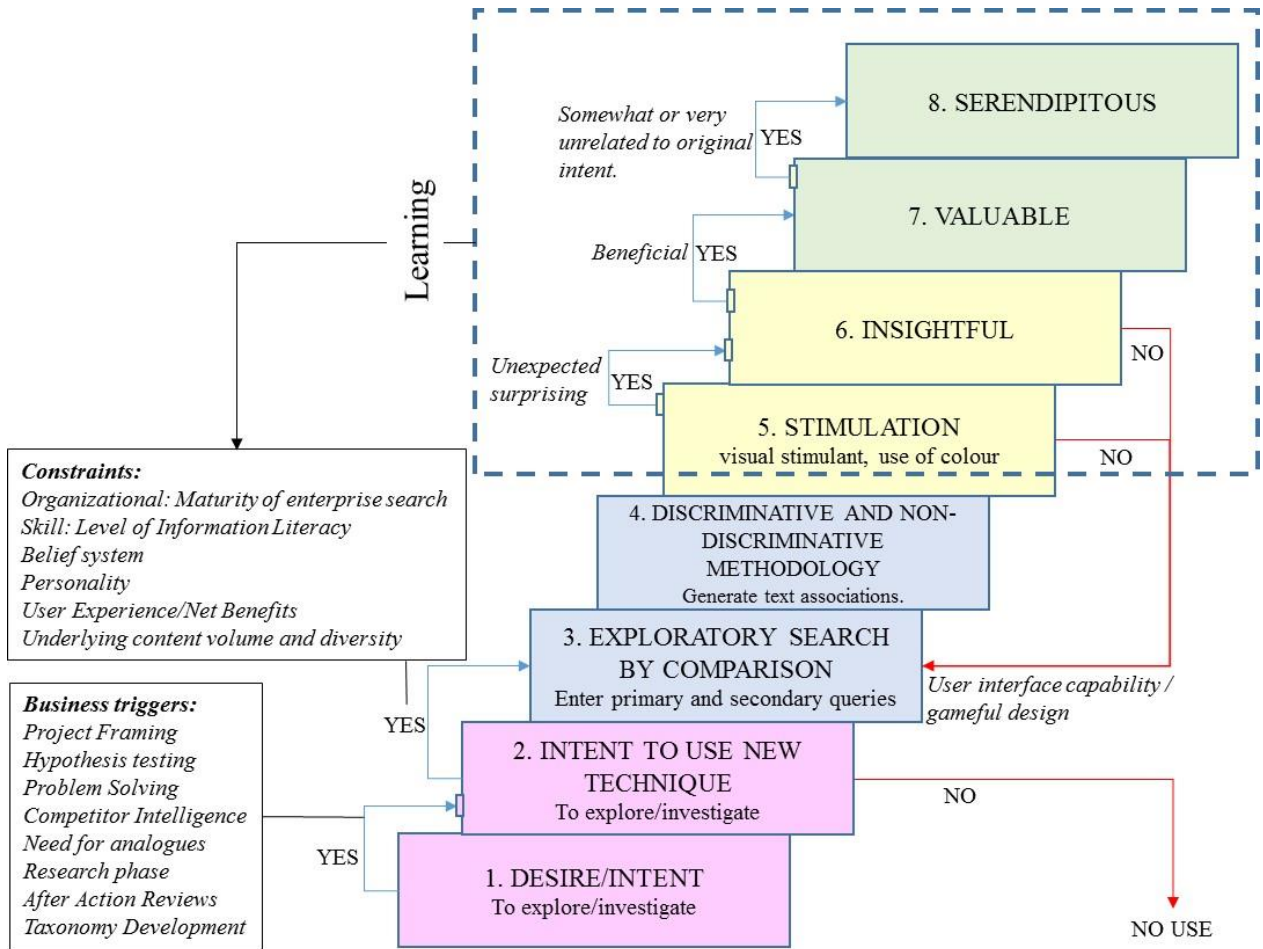 8. SERENDIPITOUS
Somewhat or very
unrelated to original
intent.
YES
7. VALUABLE
Beneficial
YES
6. INSIGHTFUL
NO
Unexpected
surprising
YES
5. STIMULATION
visual stimulant, use of colour
NO
Learning
4. DISCRIMINATIVE AND NON-
DISCRIMINATIVE
METHODOLOGY
Generate text associations.
3. EXPLORATORY SEARCH
BY COMPARISON
Enter primary and secondary queries
User interface capability /
gameful design
YES
2. INTENT TO USE NEW
TECHNIQUE
To explore/investigate
NO
YES
1. DESIRE/INTENT
To explore/investigate
NO USE
Constraints:
Organizational: Maturity of enterprise search
Skill: Level of Information Literacy
Belief system
Personality
User Experience/Net Benefits
Underlying content volume and diversity
Business triggers:
Project Framing
Hypothesis testing
Problem Solving
Competitor Intelligence
Need for analogues
Research phase
After Action Reviews
Taxonomy Development